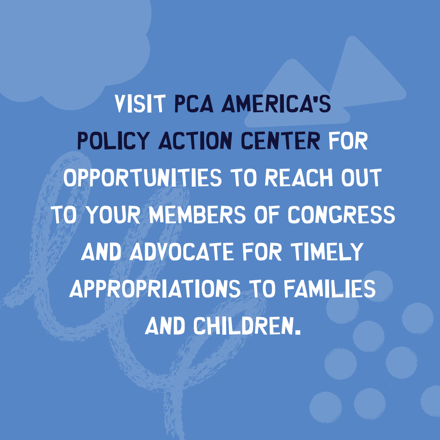 VISIT PCA AMERICA'S
POLICY ACTION CENTER FOR
OPPORTUNITIES TO REACH OUT
TO YOUR MEMBERS OF CONGRESS
AND ADVOCATE FOR TIMELY
APPROPRIATIONS TO FAMILIES
AND CHILDREN.